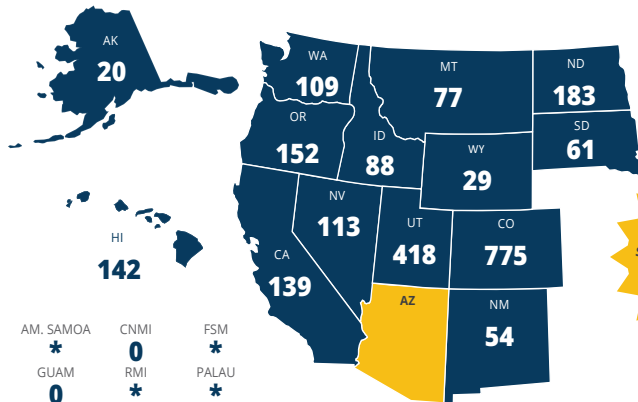 AK
20
WA
109
MT
77
ND
183
OR
152
ID
88
SD
61
WY
29
NV
113
UT
418
CO
775
HI
142
CA
139
AZ
NM
54
AM. SAMOA
*
CNMI
0
FSM
*
GUAM
0
RMI
*
PALAU
*